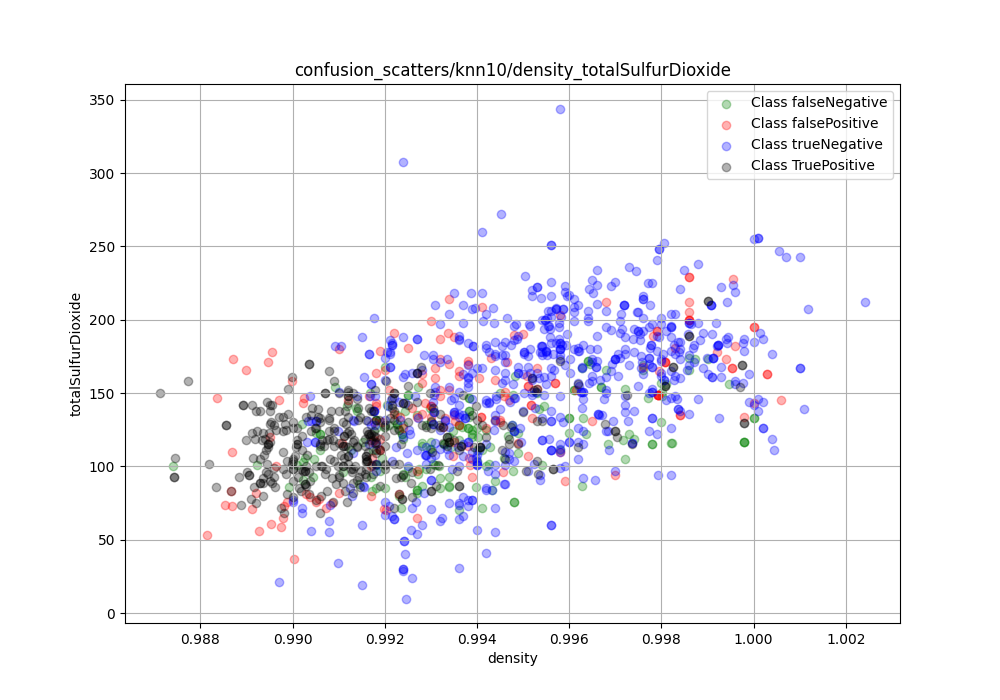 confusion_scatters/knn10/density_totalSulfurDioxide
350
300
250
200
150
100
50
0
totalSulfurDioxide
Class falseNegative
Class falsePositive
Class trueNegative
Class TruePositive
0.988 0.990 0.992 0.994 0.996 0.998 1.000 1.002
density